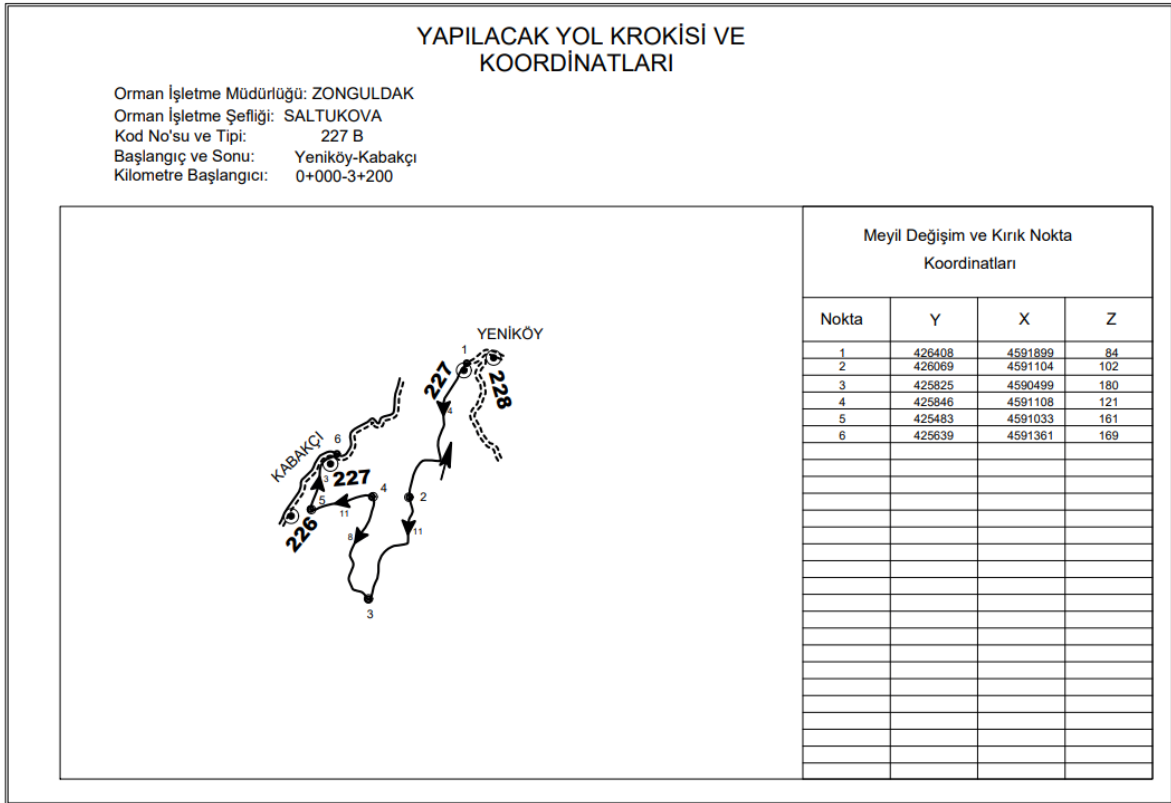 YAPILACAK YOL KROKİSİ VE
KOORDİNATLARI
Orman İşletme Müdürlüğü: ZONGULDAK
Orman İşletme Şefliği: SALTUKOVA
Kod No'su ve Tipi: 227 B
Başlangıç ve Sonu: Yeniköy-Kabakçı
Kilometre Başlangıcı: 0+000-3+200
Meyil Değişim ve Kırık Nokta
Koordinatları
Nokta Y X Z
1 426408 4591899 84
2 426069 4591104 102
3 425825 4590499 180
4 425846 4591108 121
5 425483 4591033 161
6 425639 4591361 169
YENİKÖY
1
227
228
4
KABAKÇI
6
3
227
4
2
5
11
226
8
11
3